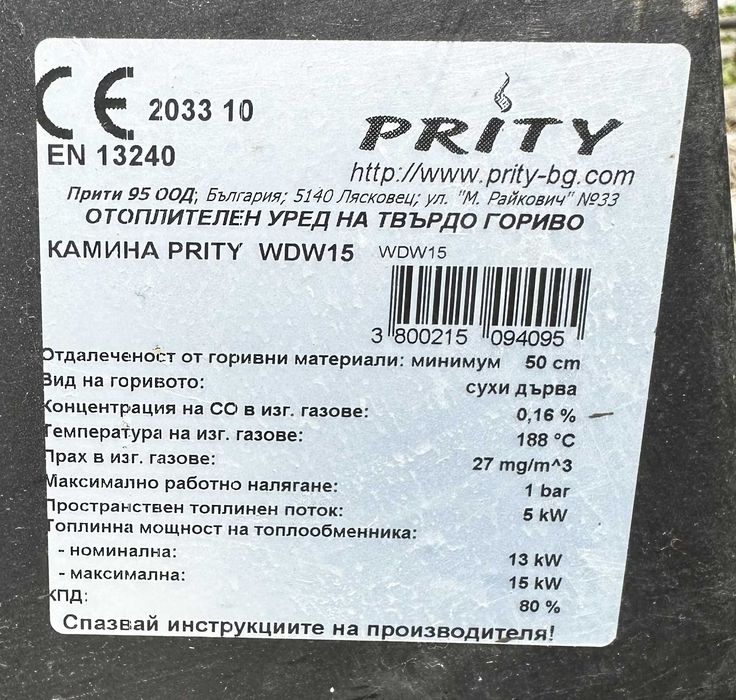 CE 2033 10
PRITY
EN 13240
http://www.prity-bg.com
Прити 95 ООД; България; 5140 Лясковец; ул. "М. Райкович" №33
ОТОПЛИТЕЛЕН УРЕД НА ТВЪРДО ГОРИВО
КАМИНА PRITY WDW15 WDW15
3 800215 094095
Отдалеченост от горивни материали: минимум 50 cm
Вид на горивото: сухи дърва
Концентрация на CO в изг. газове: 0,16 %
Температура на изг. газове: 188 °C
Прах в изг. газове: 27 mg/m^3
Максимално работно налягане: 1 bar
Пространствен топлинен поток: 5 kW
Топлинна мощност на топлообменника:
- номинална: 13 kW
- максимална: 15 kW
КПД: 80 %
Спазвай инструкциите на производителя!